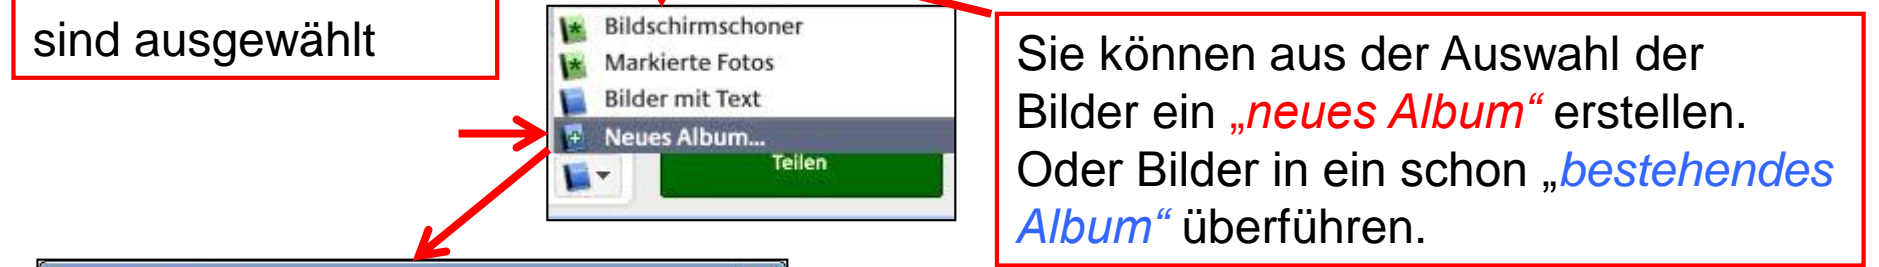 sind ausgewählt
Bildschirmschoner
Markierte Fotos
Bilder mit Text
Neues Album...
Teilen
Sie können aus der Auswahl der
Bilder ein „neues Album“ erstellen.
Oder Bilder in ein schon „bestehendes
Album“ überführen.